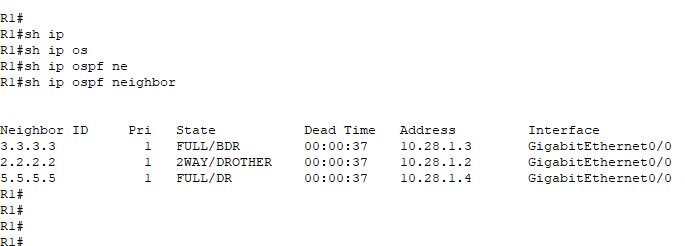 R1#
R1#sh ip
R1#sh ip os
R1#sh ip ospf ne
R1#sh ip ospf neighbor
Neighbor ID     Pri   State           Dead Time   Address         Interface
3.3.3.3           1   FULL/BDR        00:00:37    10.28.1.3       GigabitEthernet0/0
2.2.2.2           1   2WAY/DROTHER    00:00:37    10.28.1.2       GigabitEthernet0/0
5.5.5.5           1   FULL/DR         00:00:37    10.28.1.4       GigabitEthernet0/0
R1#
R1#
R1#
R1#